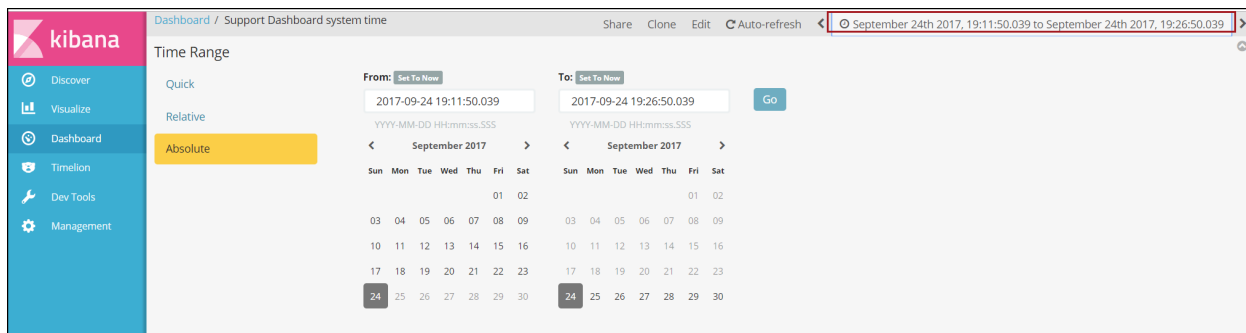 kibana
Discover
Visualize
Dashboard
Timelion
Dev Tools
Management
Dashboard / Support Dashboard system time
Share Clone Edit Auto-refresh September 24th 2017, 19:11:50.039 to September 24th 2017, 19:26:50.039
Time Range
Quick
Relative
Absolute
From: Set To Now
2017-09-24 19:11:50.039
YYYY-MM-DD HH:mm:ss.SSS
< September 2017 >
Sun Mon Tue Wed Thu Fri Sat
01 02
03 04 05 06 07 08 09
10 11 12 13 14 15 16
17 18 19 20 21 22 23
24 25 26 27 28 29 30
To: Set To Now
2017-09-24 19:26:50.039
YYYY-MM-DD HH:mm:ss.SSS
< September 2017 >
Sun Mon Tue Wed Thu Fri Sat
01 02
03 04 05 06 07 08 09
10 11 12 13 14 15 16
17 18 19 20 21 22 23
24 25 26 27 28 29 30
Go